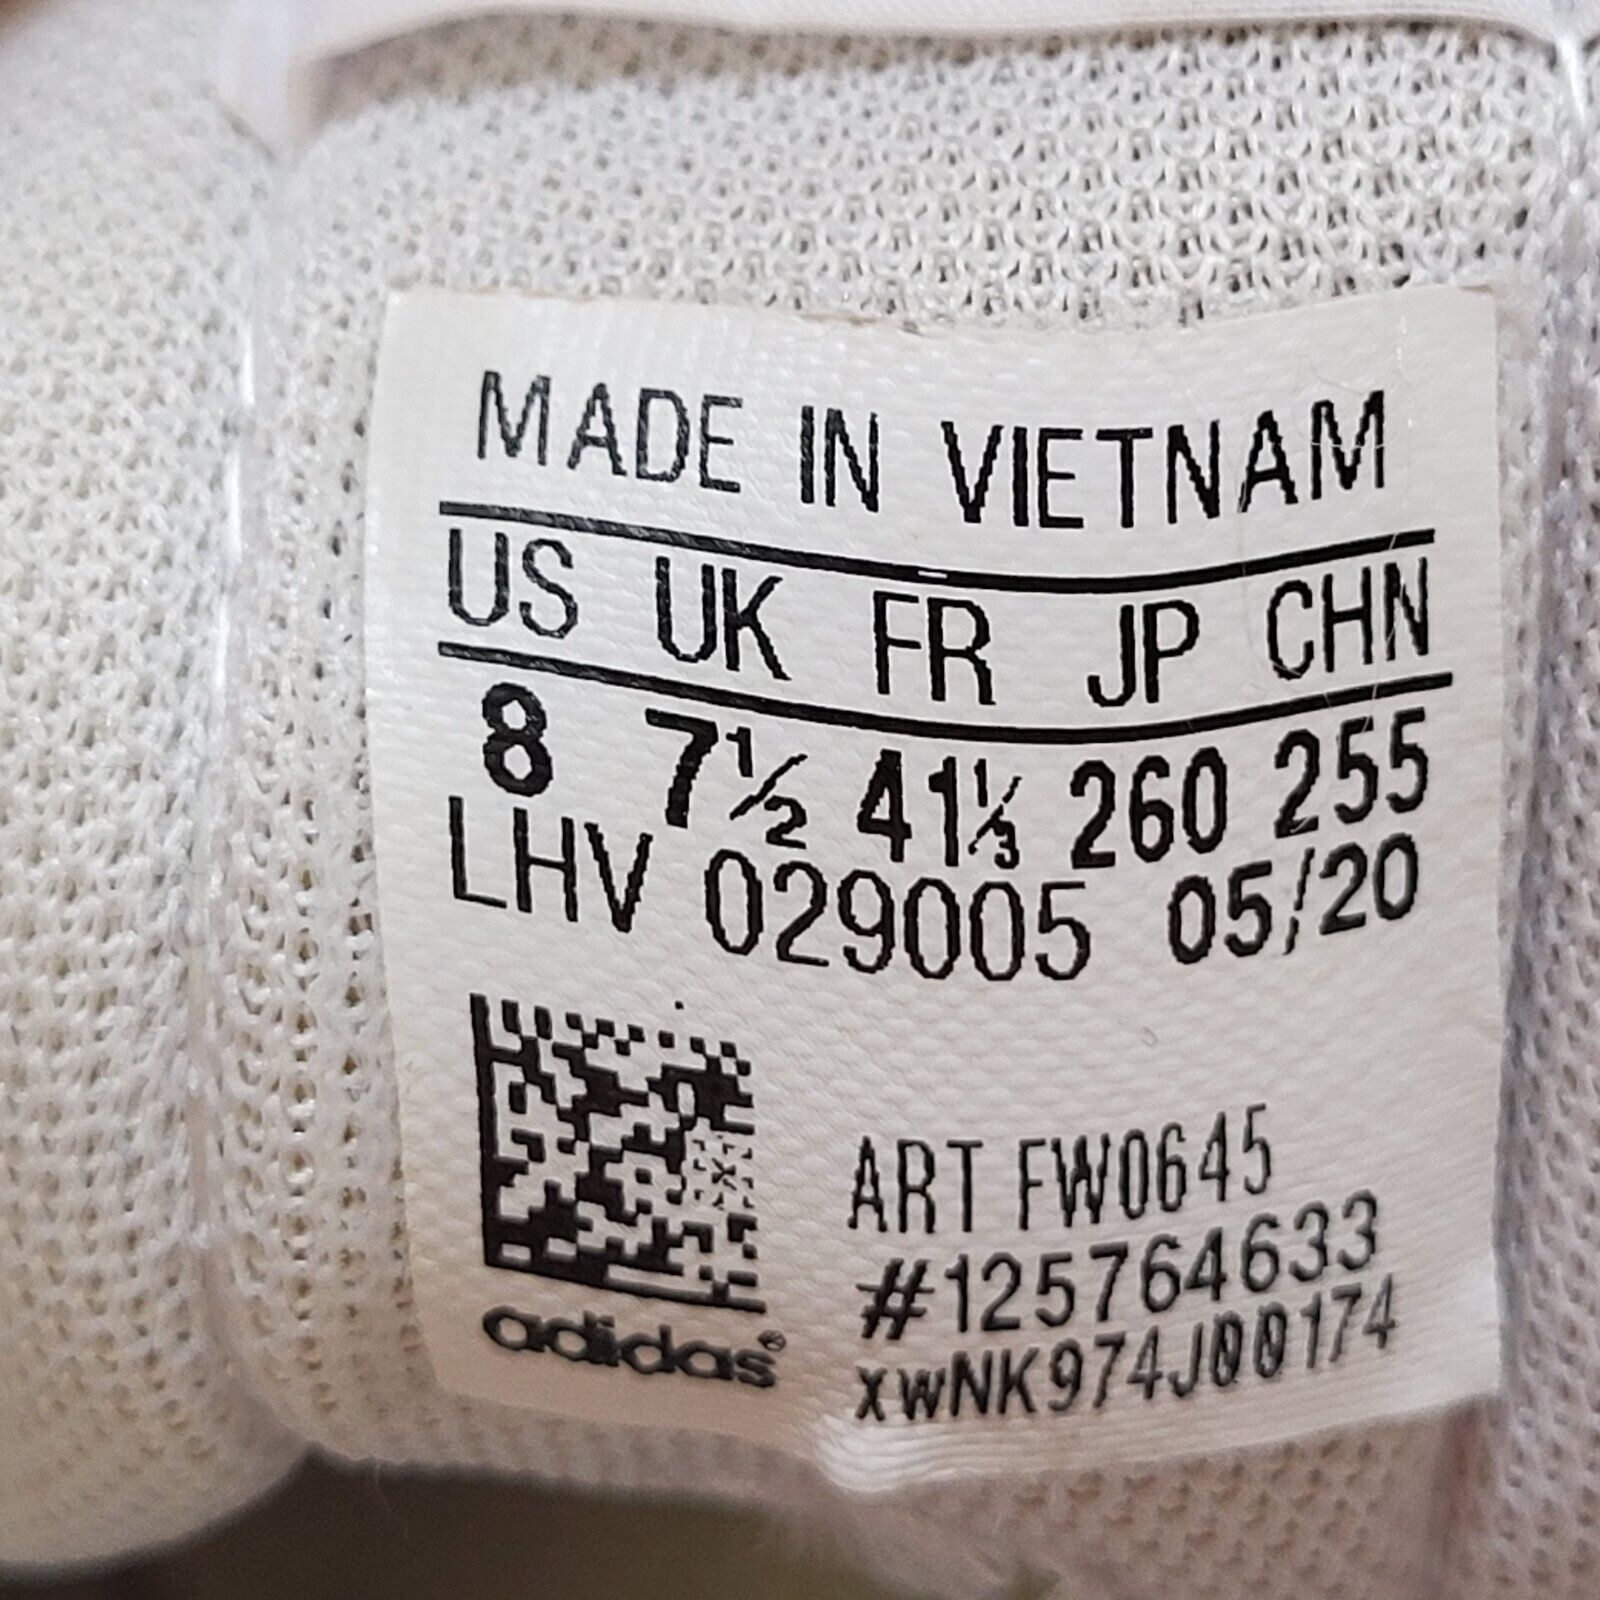 MADE IN VIETNAM
US UK FR JP CHN
8 7½ 41⅓ 260 255
LHV 029005 05/20
ART FW0645
#125764633
xwNK974J00174
adidas®